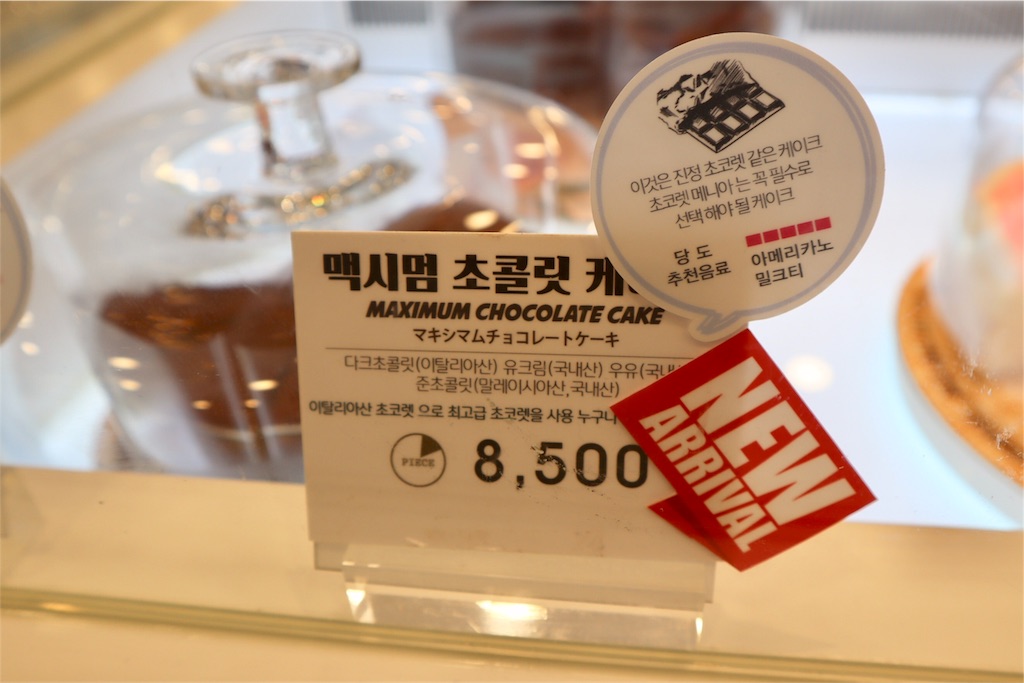 이것은 진정 초코렛 같은 케이크
초코렛 메니아 는 꼭 필수로
선택 해야 될 케이크
당 도
추천음료 아메리카노
밀크티
맥시멈 초콜릿
MAXIMUM CHOCOLATE CAKE
マキシマムチョコレートケーキ
다크초콜릿(이탈리아산) 유크림(국내산) 우유(국내
준초콜릿(말레이시아산,국내산)
이탈리아산 초코렛 으로 최고급 초코렛을 사용 누구나
PIECE 8,500
NEW
ARRIVAL